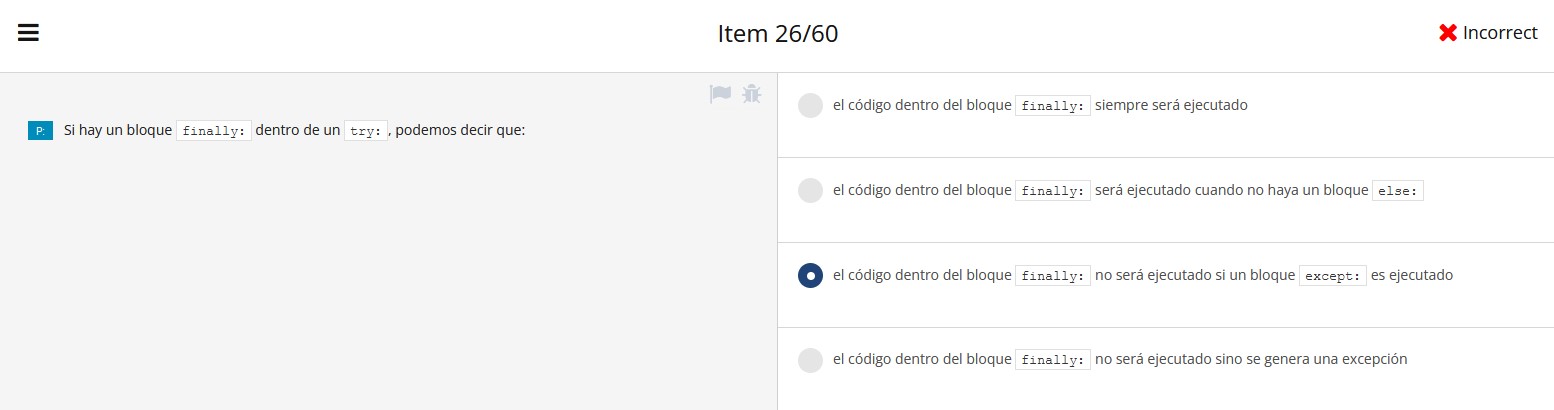 Item 26/60
Incorrect
P: Si hay un bloque finally: dentro de un try: , podemos decir que:
el código dentro del bloque finally: siempre será ejecutado
el código dentro del bloque finally: será ejecutado cuando no haya un bloque else:
el código dentro del bloque finally: no será ejecutado si un bloque except: es ejecutado
el código dentro del bloque finally: no será ejecutado sino se genera una excepción